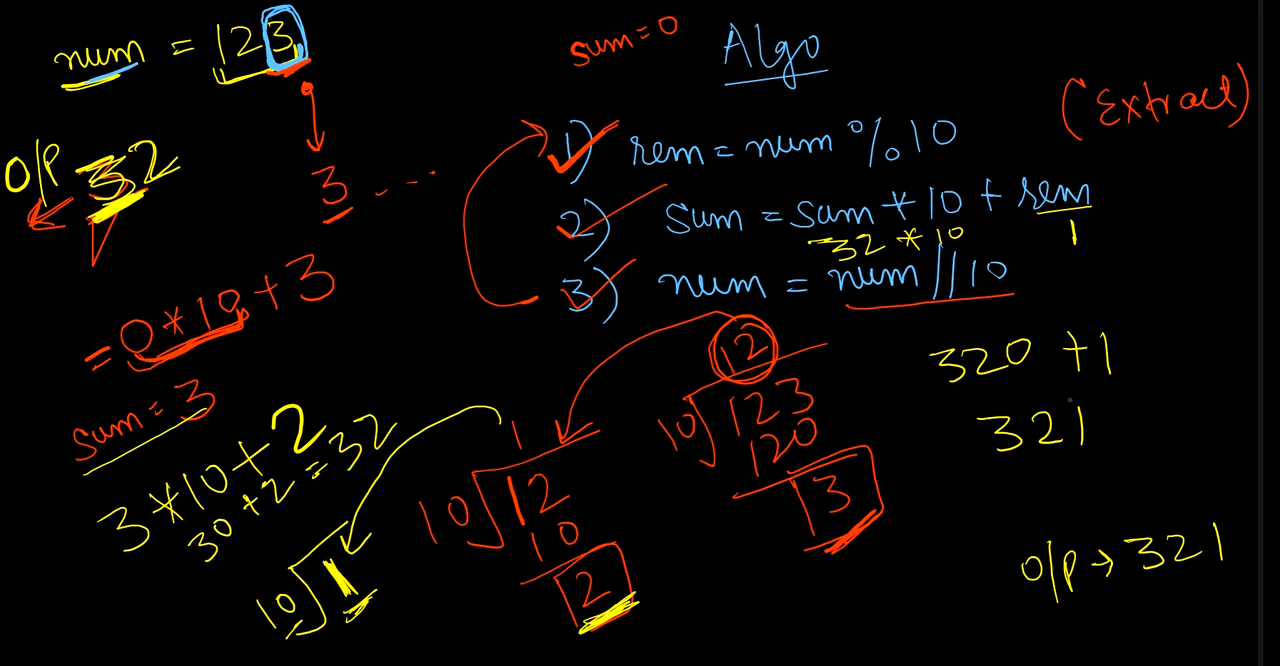 num = 123
sum=0
Algo
(Extract)
1) rem = num % 10
O/P 32
3 ...
2) sum = sum * 10 + rem
32 * 10
1
3) num = num // 10
= 0 * 10 + 3
sum = 3
3 * 10 + 2
30 + 2 = 32
12
10 123
120
3
1
10 12
10
2
10 1
320 + 1
321
O/P → 321